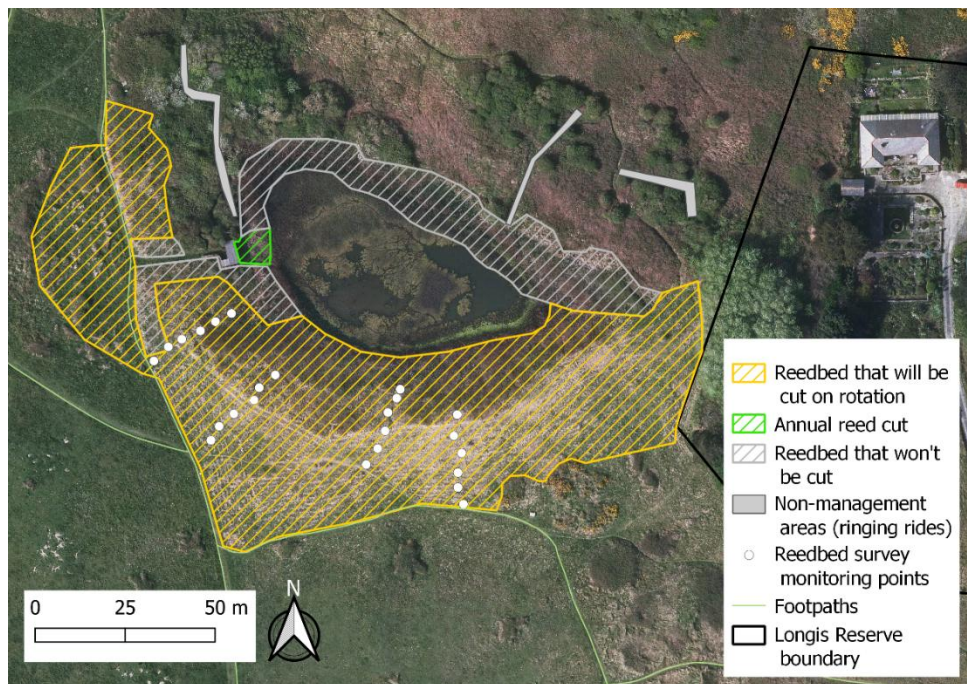 Reedbed that will be
cut on rotation
Annual reed cut
Reedbed that won't
be cut
Non-management
areas (ringing rides)
Reedbed survey
monitoring points
Footpaths
Longis Reserve
boundary
0 25 50 m
N